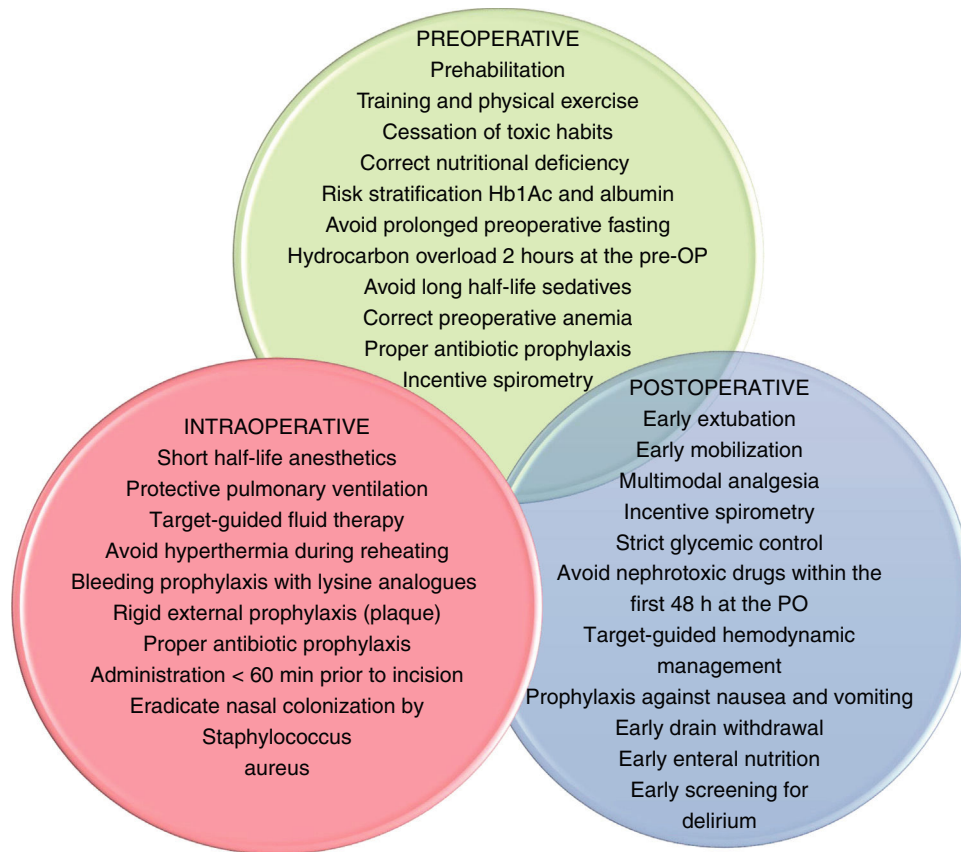 PREOPERATIVE
Prehabilitation
Training and physical exercise
Cessation of toxic habits
Correct nutritional deficiency
Risk stratification Hb1Ac and albumin
Avoid prolonged preoperative fasting
Hydrocarbon overload 2 hours at the pre-OP
Avoid long half-life sedatives
Correct preoperative anemia
Proper antibiotic prophylaxis
Incentive spirometry
INTRAOPERATIVE
Short half-life anesthetics
Protective pulmonary ventilation
Target-guided fluid therapy
Avoid hyperthermia during reheating
Bleeding prophylaxis with lysine analogues
Rigid external prophylaxis (plaque)
Proper antibiotic prophylaxis
Administration < 60 min prior to incision
Eradicate nasal colonization by
Staphylococcus
aureus
POSTOPERATIVE
Early extubation
Early mobilization
Multimodal analgesia
Incentive spirometry
Strict glycemic control
Avoid nephrotoxic drugs within the
first 48 h at the PO
Target-guided hemodynamic
management
Prophylaxis against nausea and vomiting
Early drain withdrawal
Early enteral nutrition
Early screening for
delirium